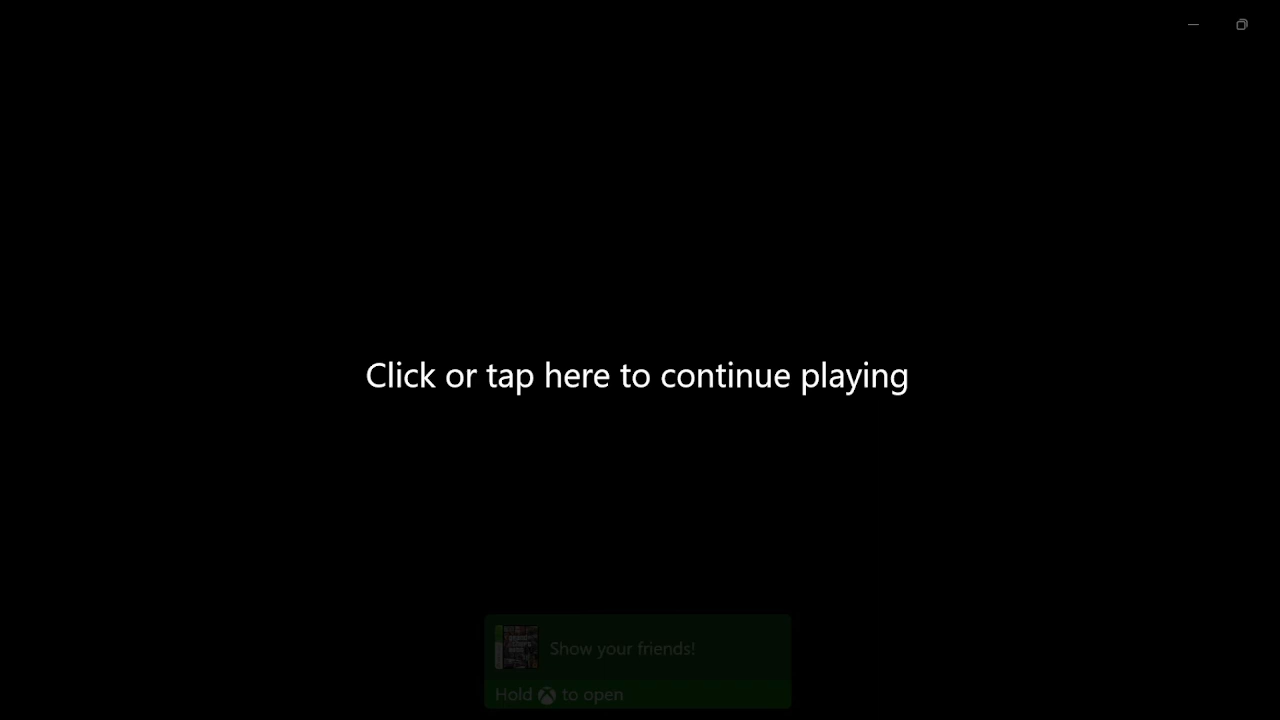 Click or tap here to continue playing
Show your friends!
Hold to open